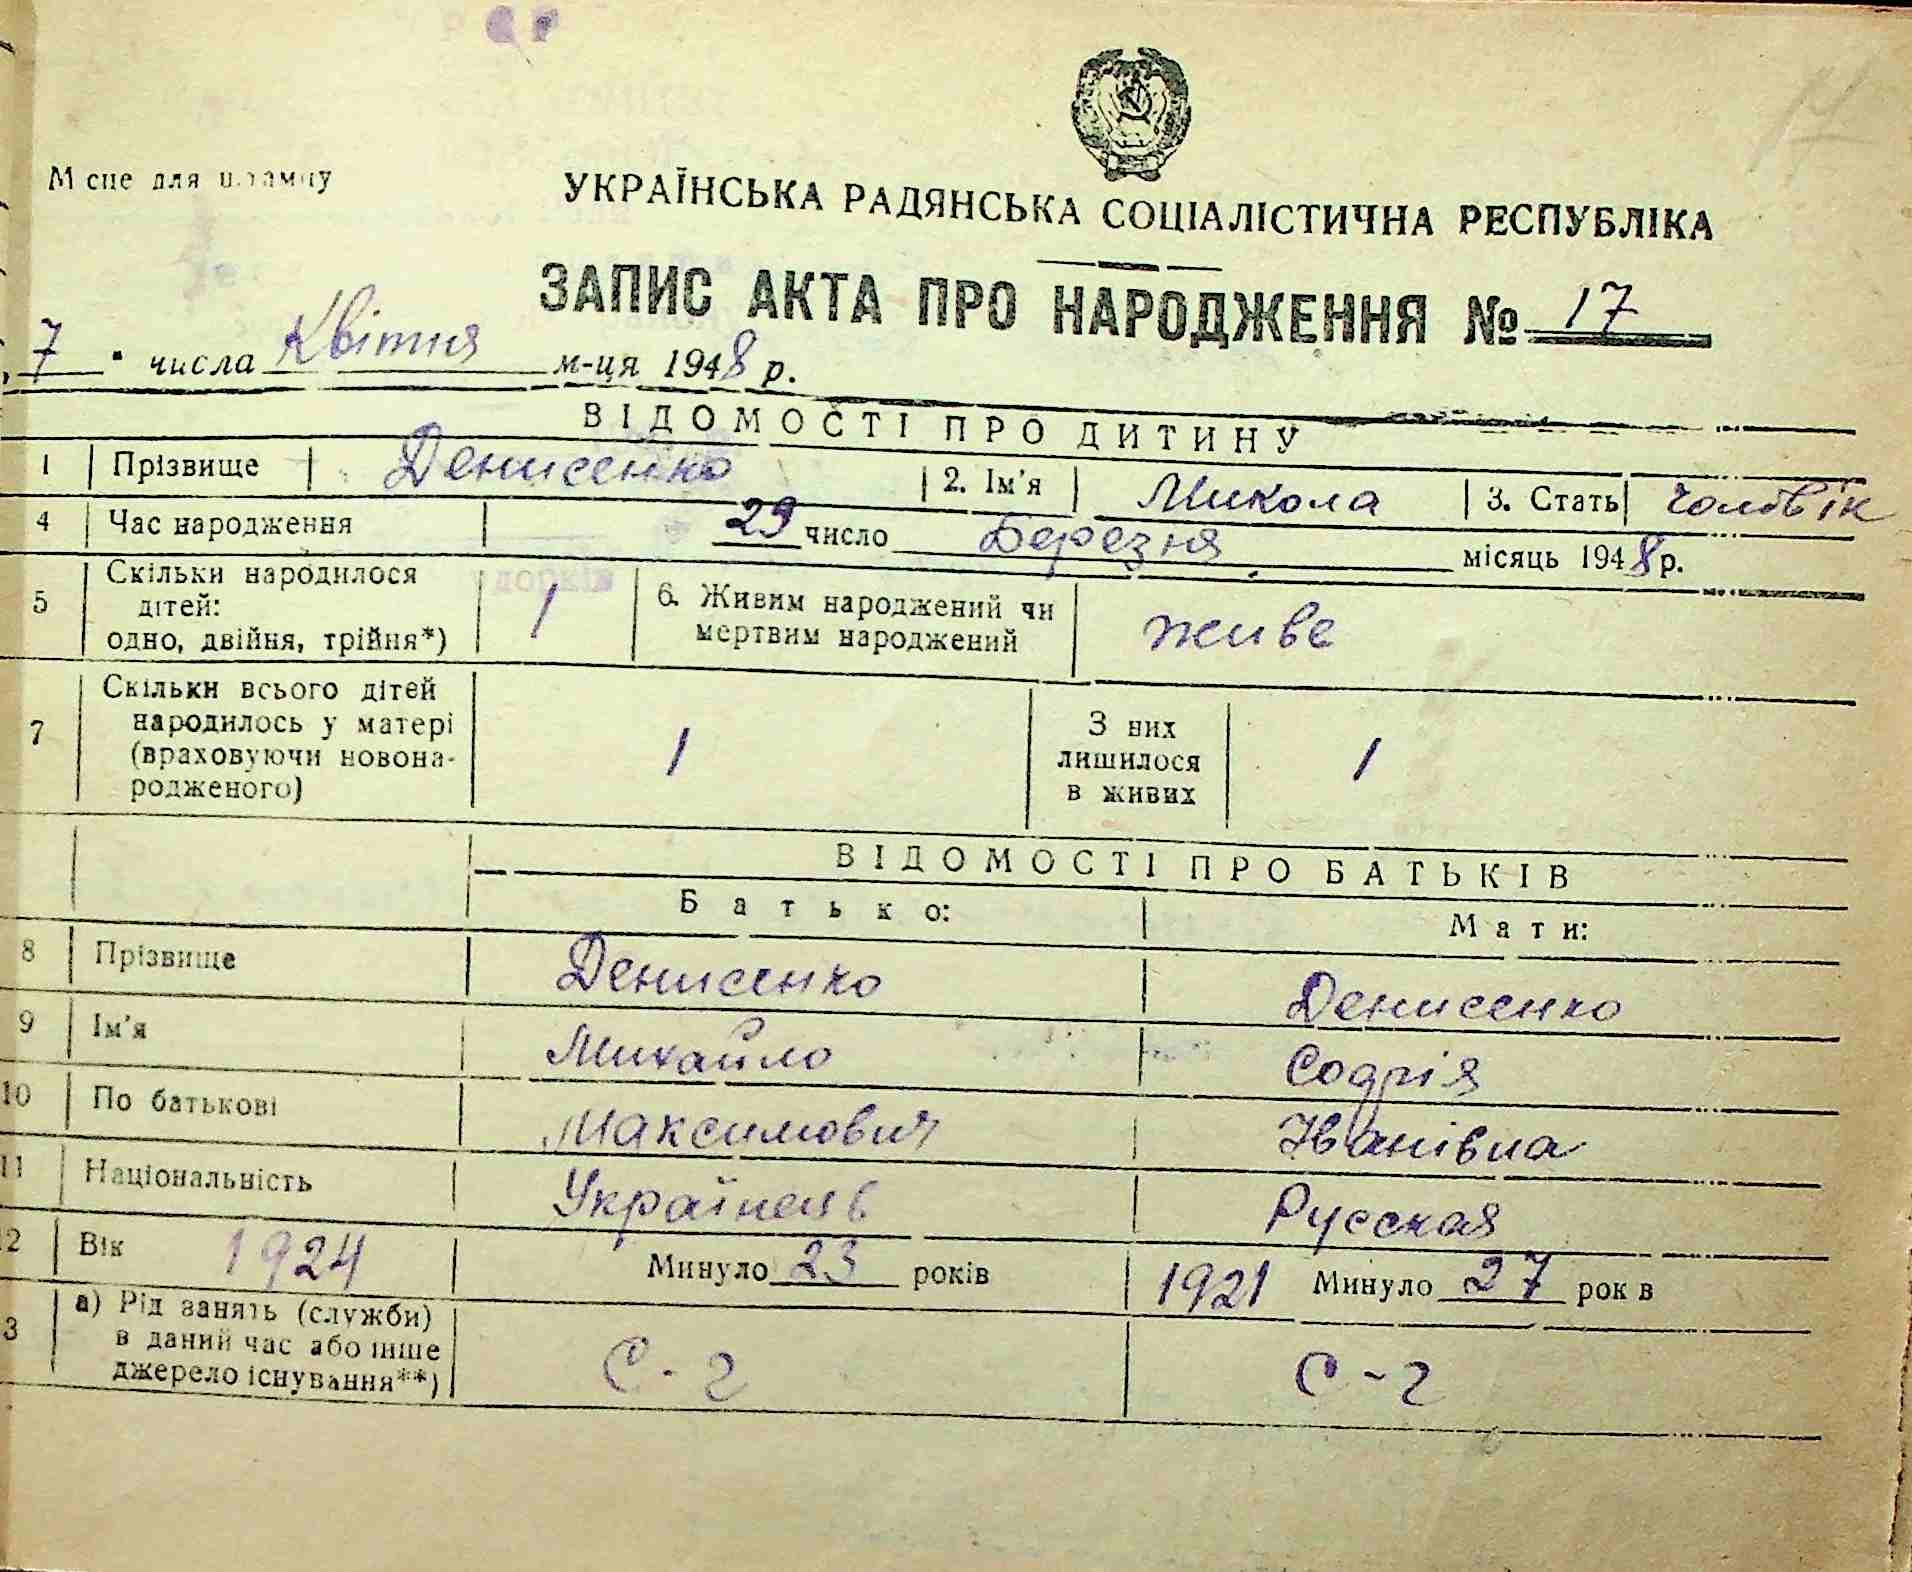 Місце для штампу
УКРАЇНСЬКА РАДЯНСЬКА СОЦІАЛІСТИЧНА РЕСПУБЛІКА
ЗАПИС АКТА ПРО НАРОДЖЕННЯ № 17
7 " числа Квітня м-ця 1948 р.
ВІДОМОСТІ ПРО ДИТИНУ
1 Прізвище Денисенко 2. Ім'я Микола 3. Стать чоловік
4 Час народження 29 число Березня місяць 1948 р.
5 Скільки народилося дітей: одно, двійня, трійня*) 1 6. Живим народжений чи мертвим народжений живе
7 Скільки всього дітей народилось у матері (враховуючи новонародженого) 1 З них лишилося в живих 1
ВІДОМОСТІ ПРО БАТЬКІВ
Батько: Мати:
8 Прізвище Денисенко Денисенко
9 Ім'я Михайло Софія
10 По батькові Максимович Іванівна
11 Національність Українець Русская
2 Вік 1924 Минуло 23 років 1921 Минуло 27 рок в
3 а) Рід занять (служби) в даний час або інше джерело існування**) С-г С-г